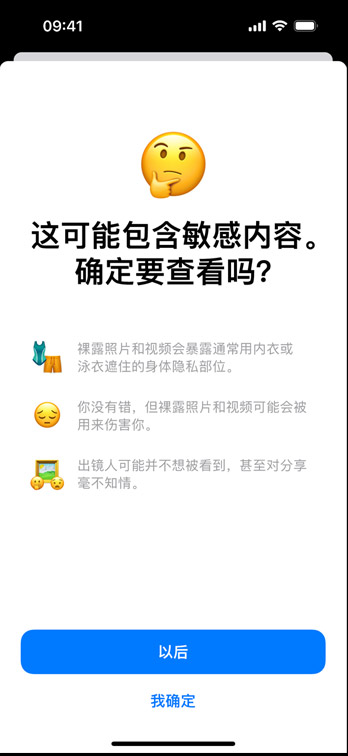 09:41
这可能包含敏感内容。
确定要查看吗？
裸露照片和视频会暴露通常用内衣或
泳衣遮住的身体隐私部位。
你没有错，但裸露照片和视频可能会被
用来伤害你。
出镜人可能并不想被看到，甚至对分享
毫不知情。
以后
我确定